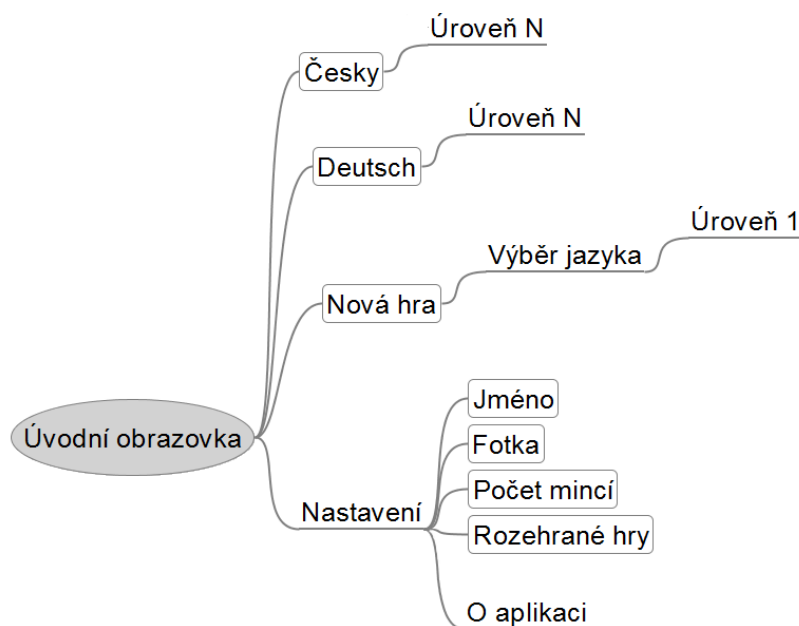 Úroveň N
Česky
Úroveň N
Deutsch
Úroveň 1
Výběr jazyka
Nová hra
Jméno
Úvodní obrazovka
Fotka
Počet mincí
Nastavení
Rozehrané hry
O aplikaci